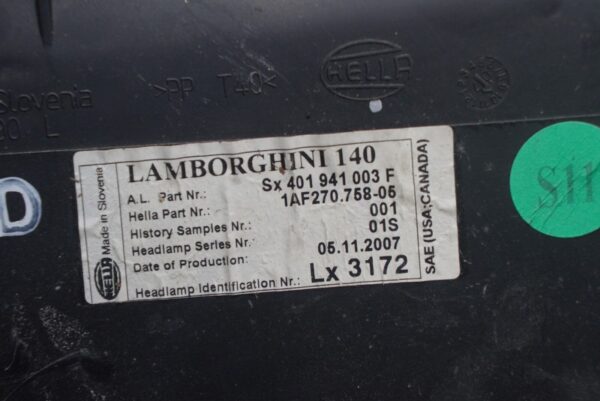 HELLA
Slovenia
>PP T40<
20 L
D
LAMBORGHINI 140
A.L. Part Nr.: Sx 401 941 003 F
Hella Part Nr.: 1AF270.758-05
History Samples Nr.: 001
Headlamp Series Nr.: 01S
Date of Production: 05.11.2007
Headlamp Identification Nr.: Lx 3172
HELLA Made in Slovenia
SAE (USA;CANADA)
S11